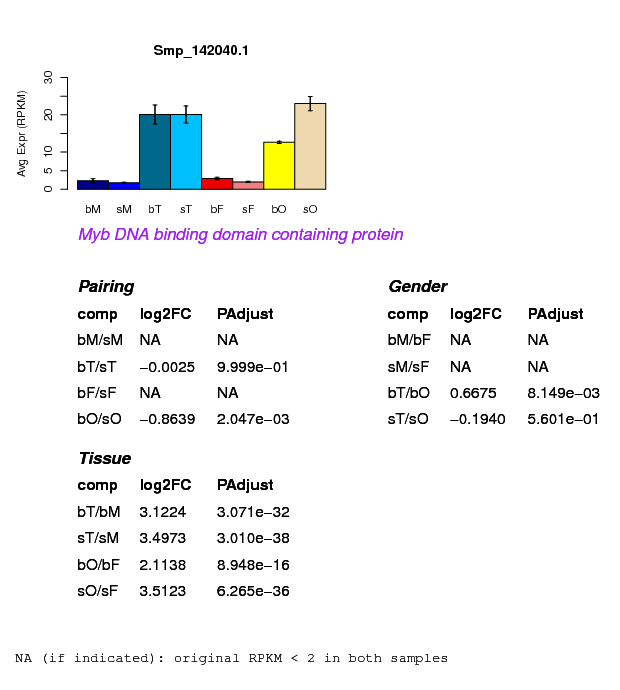 Smp_142040.1
Avg Expr (RPKM)
30
20
10
5
0
bM sM bT sT bF sF bO sO
Myb DNA binding domain containing protein
Pairing
comp log2FC PAdjust
bM/sM NA NA
bT/sT −0.0025 9.999e−01
bF/sF NA NA
bO/sO −0.8639 2.047e−03
Gender
comp log2FC PAdjust
bM/bF NA NA
sM/sF NA NA
bT/bO 0.6675 8.149e−03
sT/sO −0.1940 5.601e−01
Tissue
comp log2FC PAdjust
bT/bM 3.1224 3.071e−32
sT/sM 3.4973 3.010e−38
bO/bF 2.1138 8.948e−16
sO/sF 3.5123 6.265e−36
NA (if indicated): original RPKM < 2 in both samples